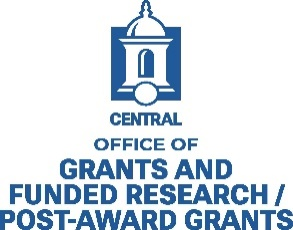 CENTRAL
OFFICE OF
GRANTS AND
FUNDED RESEARCH /
POST-AWARD GRANTS